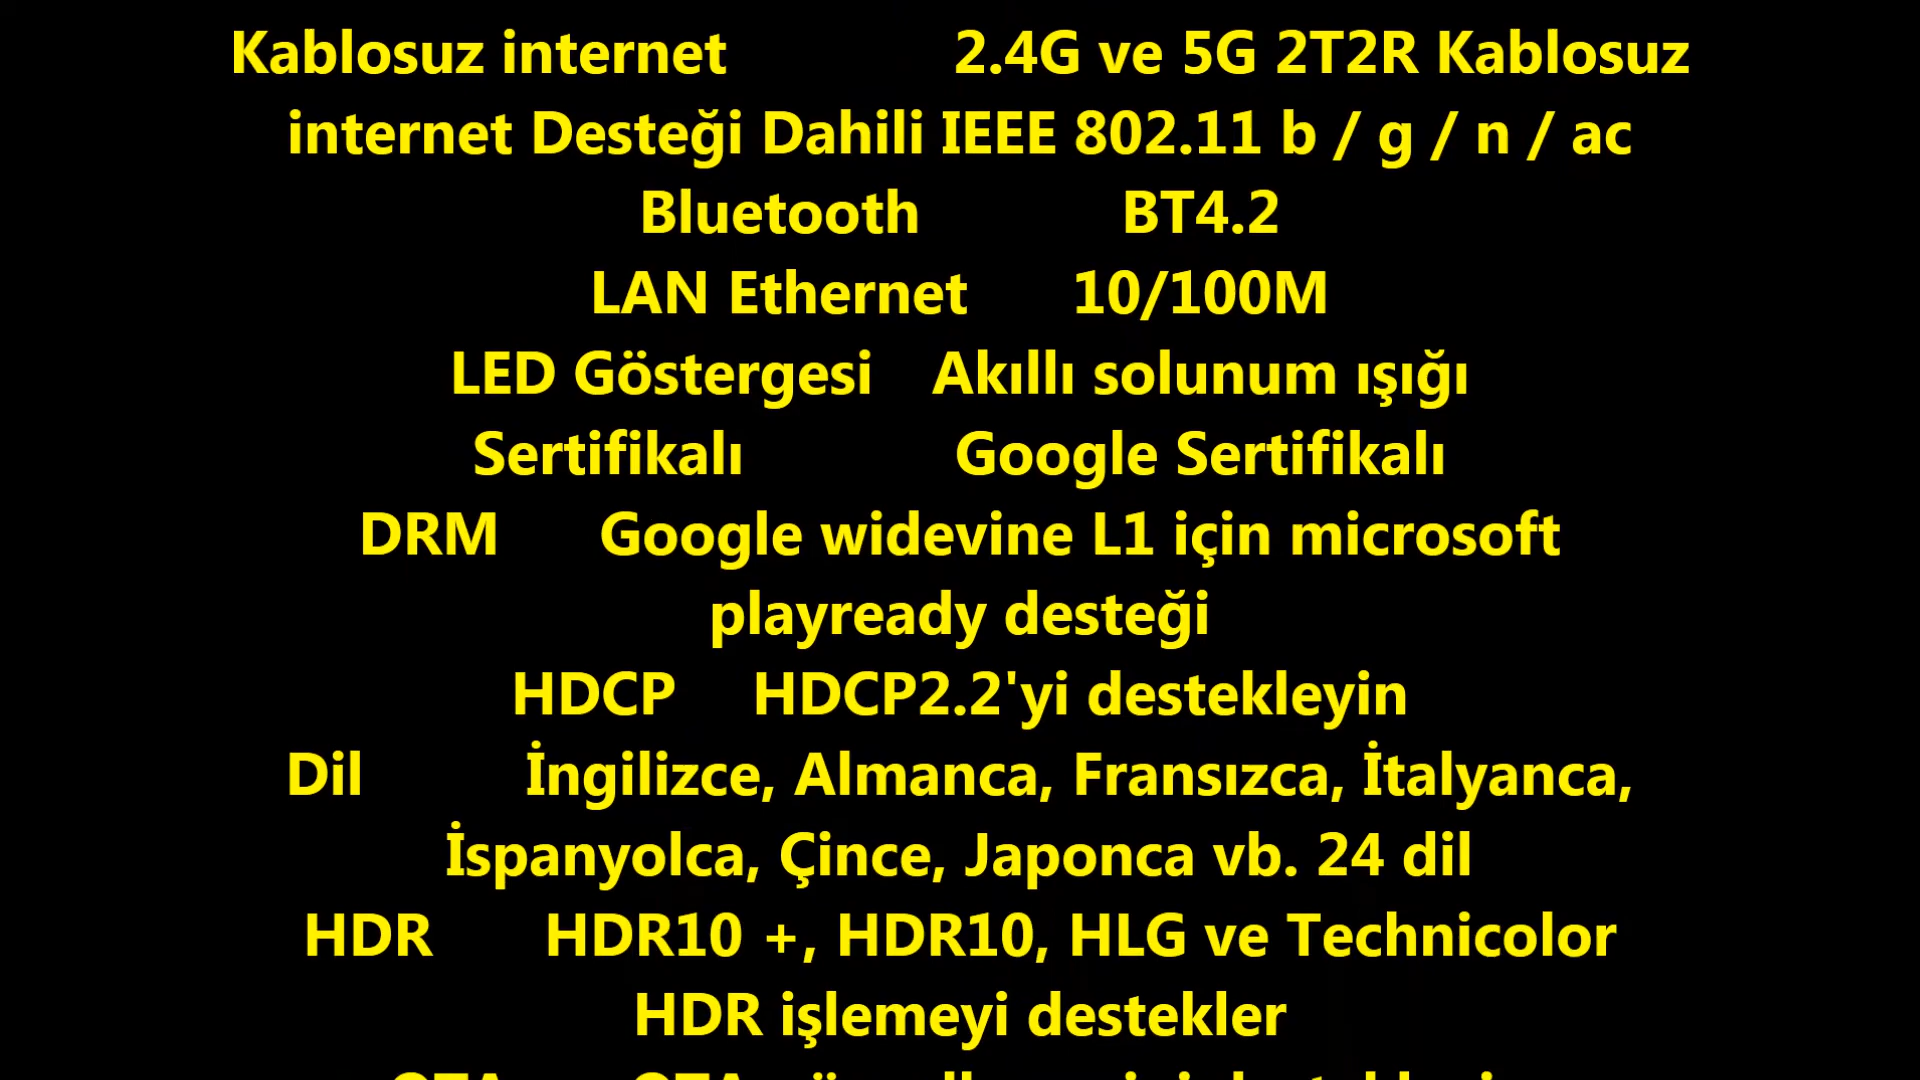 Kablosuz internet 2.4G ve 5G 2T2R Kablosuz
internet Desteği Dahili IEEE 802.11 b / g / n / ac
Bluetooth BT4.2
LAN Ethernet 10/100M
LED Göstergesi Akıllı solunum ışığı
Sertifikalı Google Sertifikalı
DRM Google widevine L1 için microsoft
playready desteği
HDCP HDCP2.2'yi destekleyin
Dil İngilizce, Almanca, Fransızca, İtalyanca,
İspanyolca, Çince, Japonca vb. 24 dil
HDR HDR10 +, HDR10, HLG ve Technicolor
HDR işlemeyi destekler